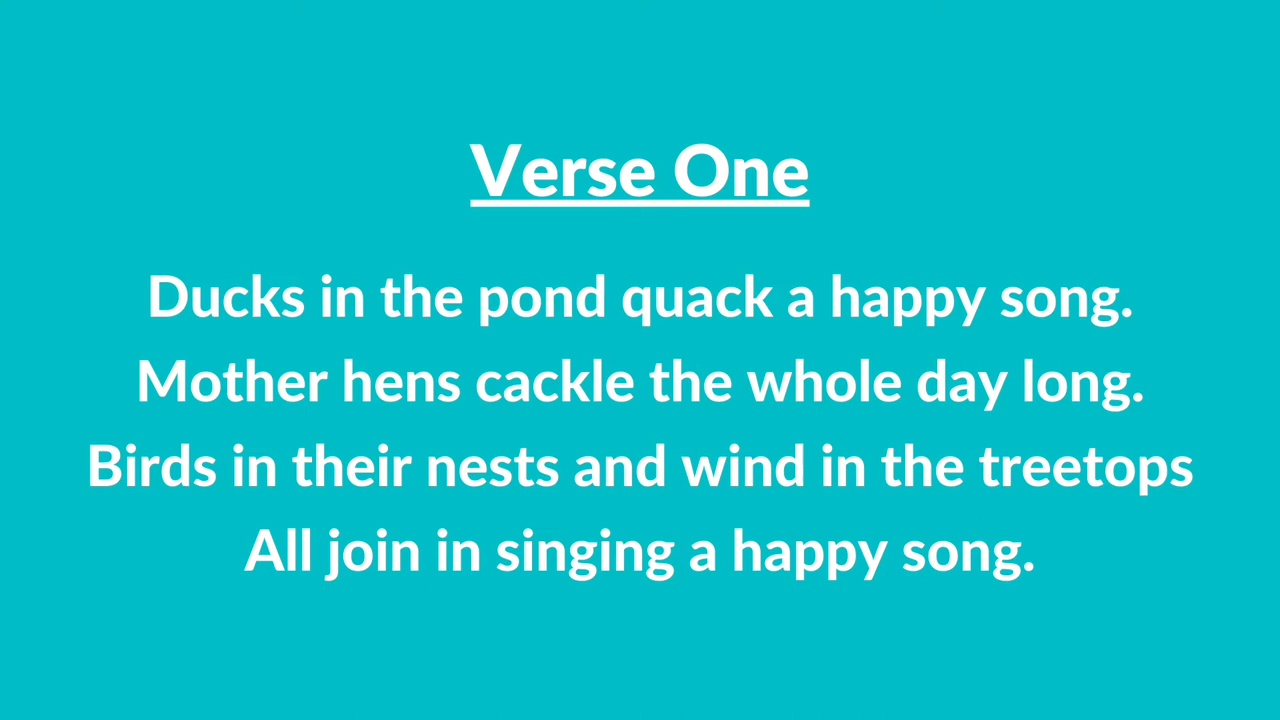 Verse One
Ducks in the pond quack a happy song.
Mother hens cackle the whole day long.
Birds in their nests and wind in the treetops
All join in singing a happy song.